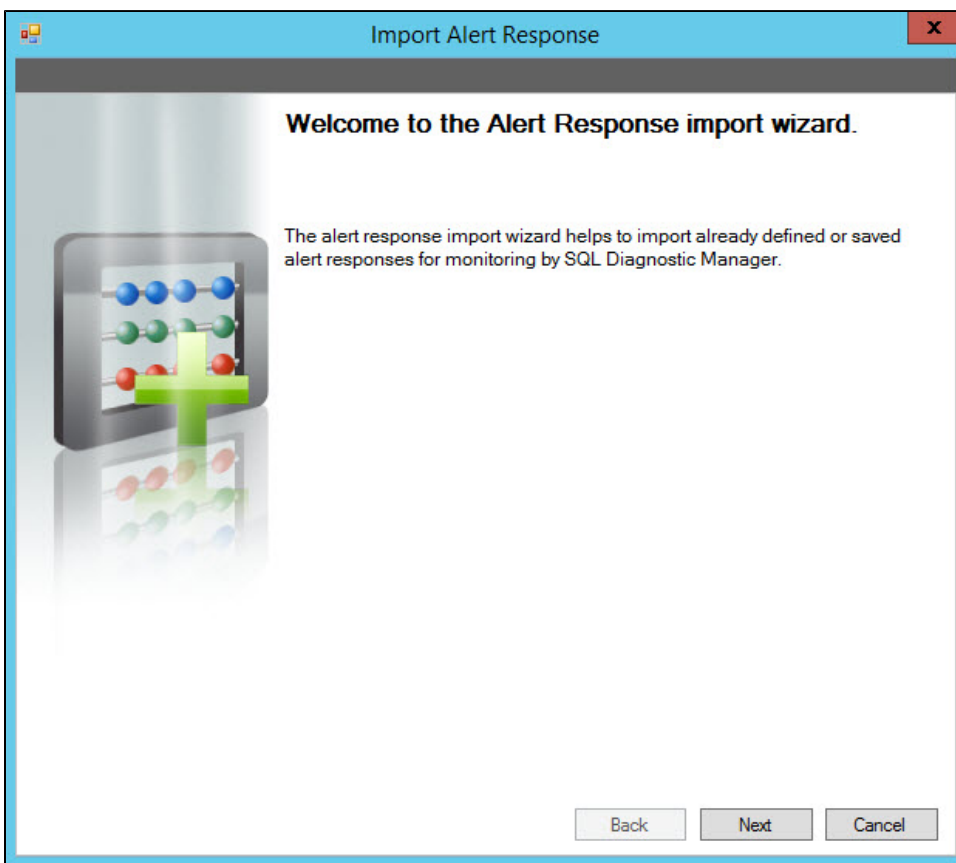 Import Alert Response
x
Welcome to the Alert Response import wizard.
The alert response import wizard helps to import already defined or saved
alert responses for monitoring by SQL Diagnostic Manager.
Back Next Cancel